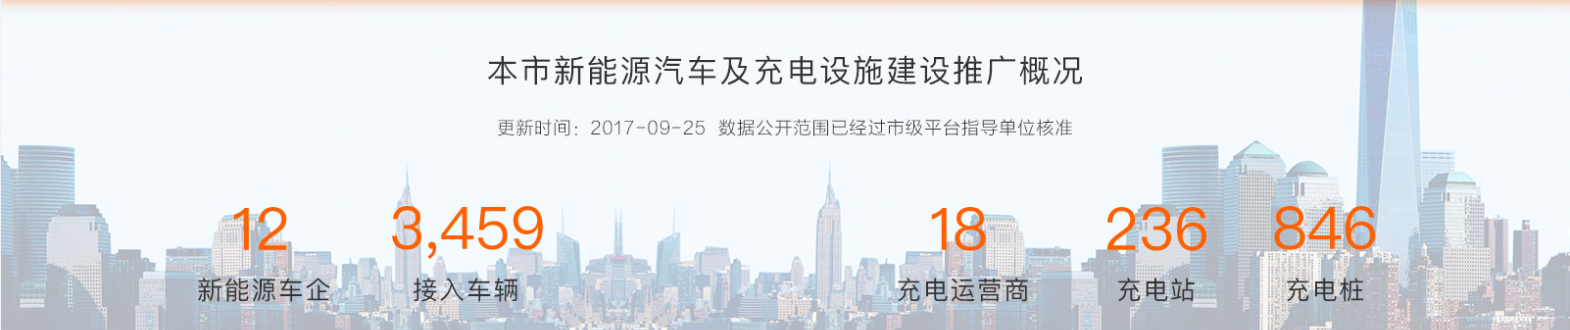 本市新能源汽车及充电设施建设推广概况
更新时间：2017-09-25 数据公开范围已经过市级平台指导单位核准
12 3,459 18 236 846
新能源车企 接入车辆 充电运营商 充电站 充电桩